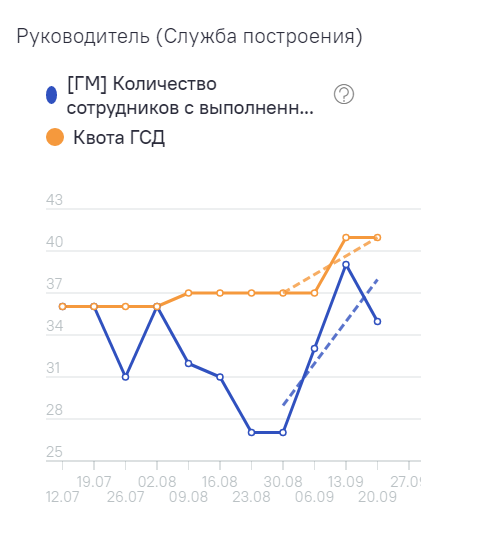 Руководитель (Служба построения)
[ГМ] Количество
сотрудников с выполненн...
?
Квота ГСД
43
40
37
34
31
28
25
19.07 02.08 16.08 30.08 13.09 27.09
12.07 26.07 09.08 23.08 06.09 20.09